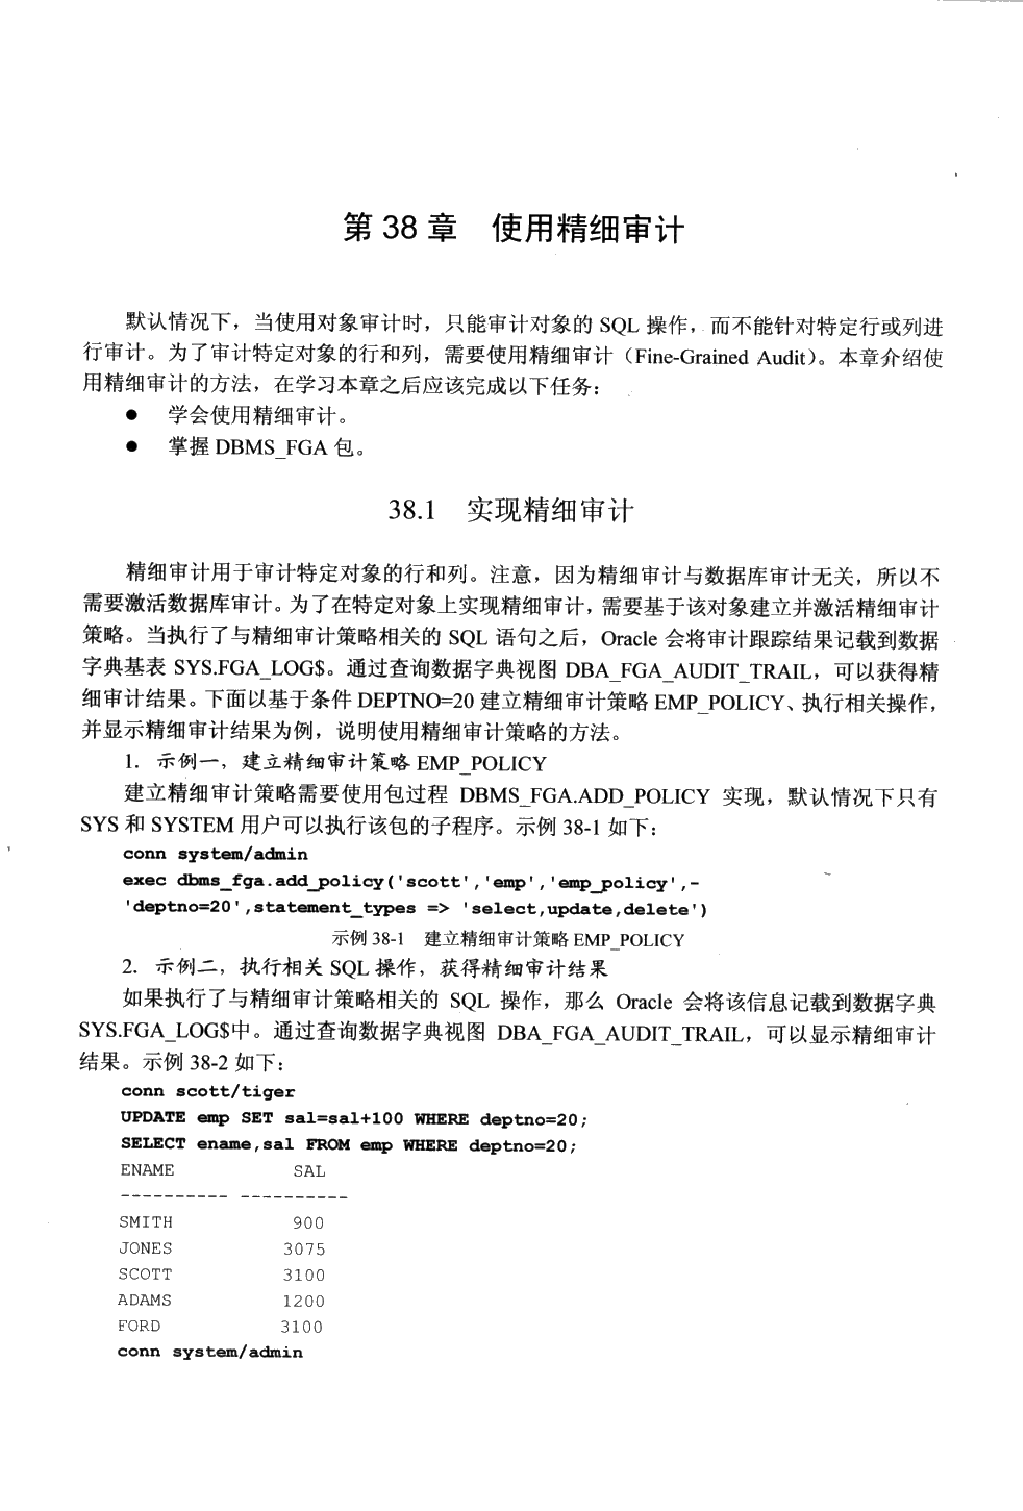 第 38 章 使用精细审计
默认情况下，当使用对象审计时，只能审计对象的 SQL 操作，而不能针对特定行或列进
行审计。为了审计特定对象的行和列，需要使用精细审计（Fine-Grained Audit）。本章介绍使
用精细审计的方法，在学习本章之后应该完成以下任务：
● 学会使用精细审计。
● 掌握 DBMS_FGA 包。
38.1 实现精细审计
精细审计用于审计特定对象的行和列。注意，因为精细审计与数据库审计无关，所以不
需要激活数据库审计。为了在特定对象上实现精细审计，需要基于该对象建立并激活精细审计
策略。当执行了与精细审计策略相关的 SQL 语句之后，Oracle 会将审计跟踪结果记载到数据
字典基表 SYS.FGA_LOG$。通过查询数据字典视图 DBA_FGA_AUDIT_TRAIL，可以获得精
细审计结果。下面以基于条件 DEPTNO=20 建立精细审计策略 EMP_POLICY、执行相关操作，
并显示精细审计结果为例，说明使用精细审计策略的方法。
1．示例一，建立精细审计策略 EMP_POLICY
建立精细审计策略需要使用包过程 DBMS_FGA.ADD_POLICY 实现，默认情况下只有
SYS 和 SYSTEM 用户可以执行该包的子程序。示例 38-1 如下：
conn system/admin
exec dbms_fga.add_policy('scott','emp','emp_policy',-
'deptno=20',statement_types => 'select,update,delete')
示例 38-1 建立精细审计策略 EMP_POLICY
2．示例二，执行相关 SQL 操作，获得精细审计结果
如果执行了与精细审计策略相关的 SQL 操作，那么 Oracle 会将该信息记载到数据字典
SYS.FGA_LOG$中。通过查询数据字典视图 DBA_FGA_AUDIT_TRAIL，可以显示精细审计
结果。示例 38-2 如下：
conn scott/tiger
UPDATE emp SET sal=sal+100 WHERE deptno=20;
SELECT ename,sal FROM emp WHERE deptno=20;
ENAME SAL
---------- ----------
SMITH 900
JONES 3075
SCOTT 3100
ADAMS 1200
FORD 3100
conn system/admin